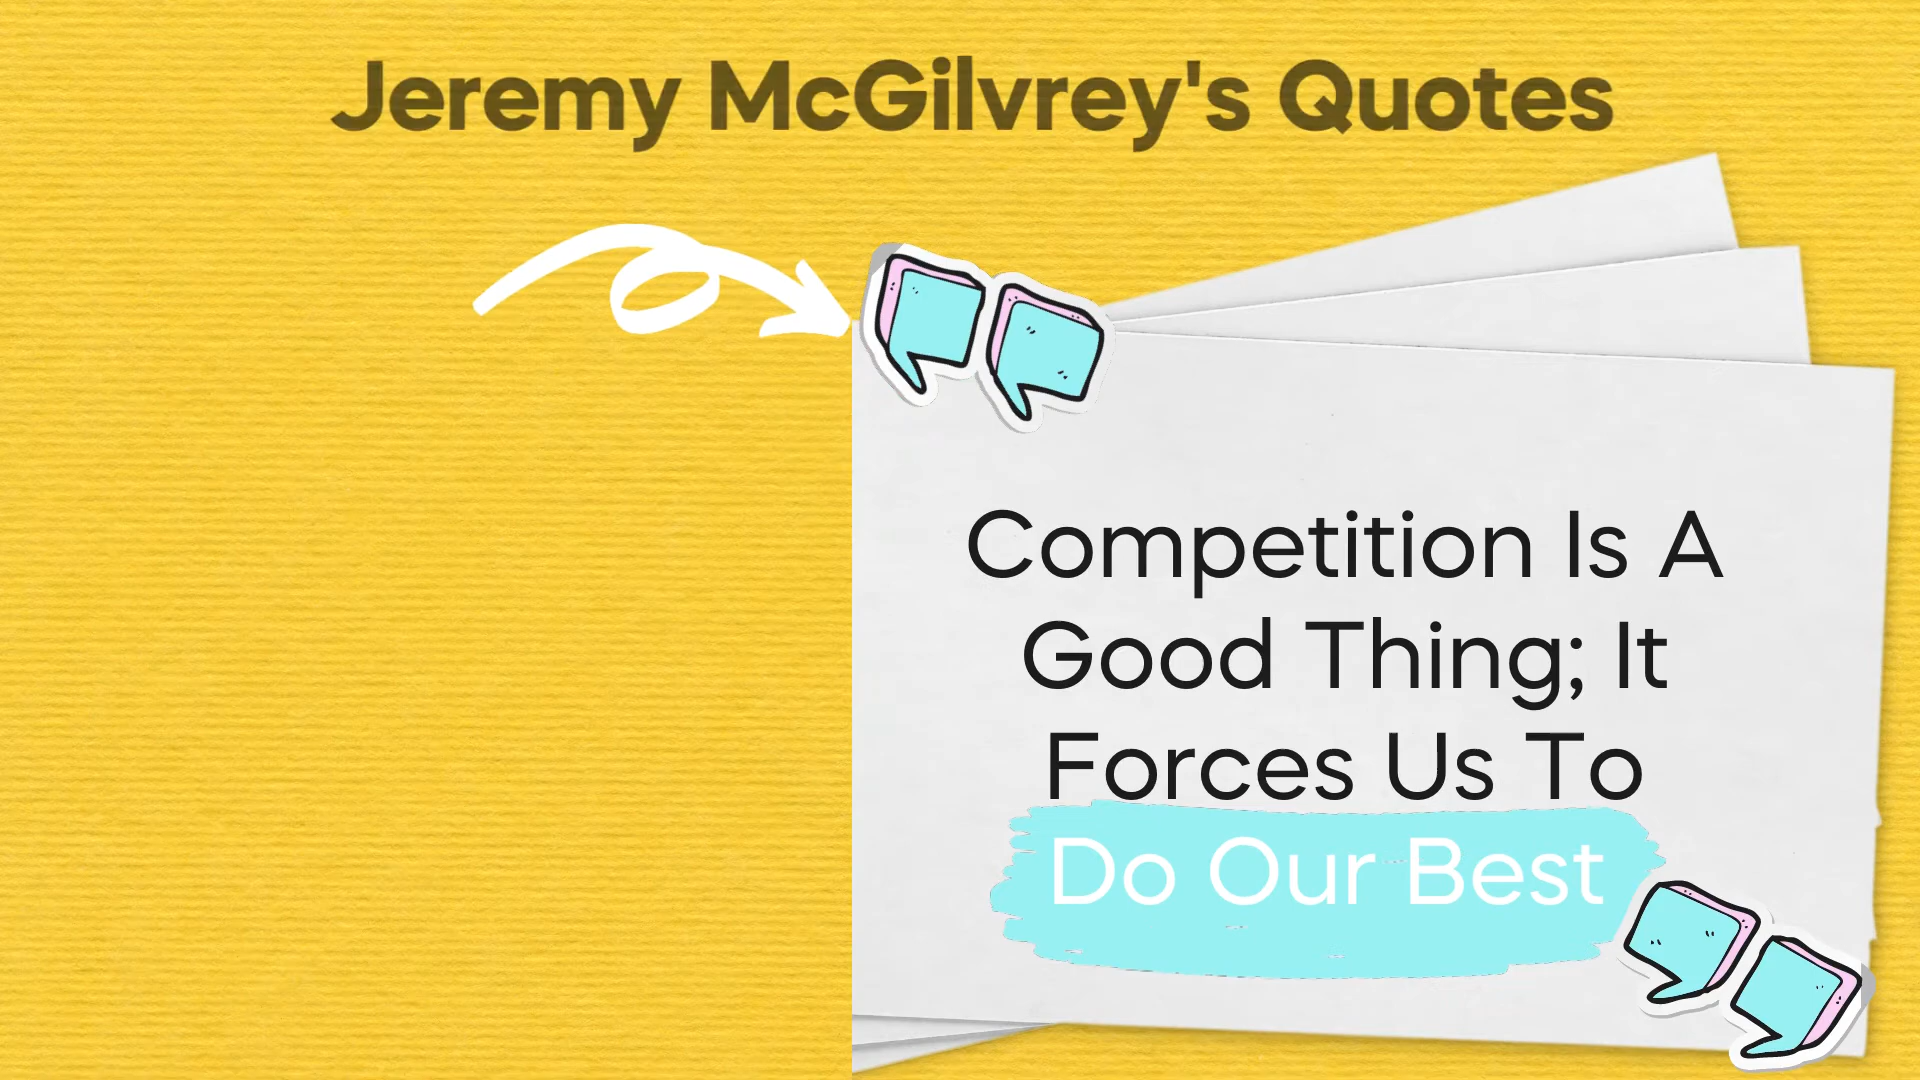 Jeremy McGilvrey's Quotes
Competition Is A
Good Thing; It
Forces Us To
Do Our Best